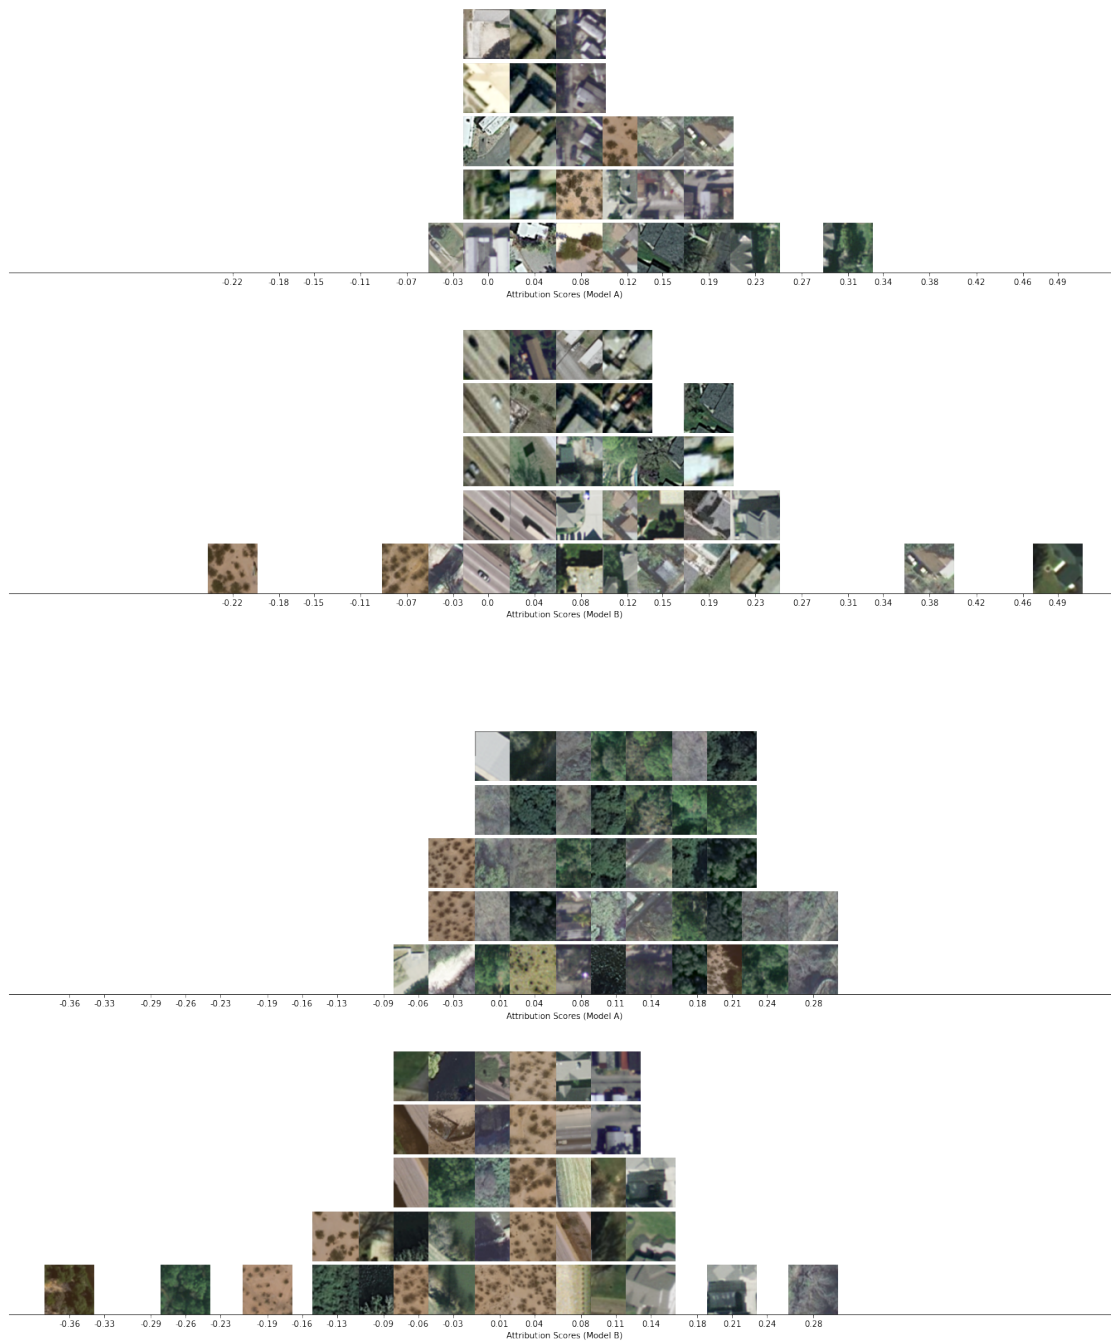 -0.22 -0.18 -0.15 -0.11 -0.07 -0.03 0.0 0.04 0.08 0.12 0.15 0.19 0.23 0.27 0.31 0.34 0.38 0.42 0.46 0.49
Attribution Scores (Model A)
-0.22 -0.18 -0.15 -0.11 -0.07 -0.03 0.0 0.04 0.08 0.12 0.15 0.19 0.23 0.27 0.31 0.34 0.38 0.42 0.46 0.49
Attribution Scores (Model B)
-0.36 -0.33 -0.29 -0.26 -0.23 -0.19 -0.16 -0.13 -0.09 -0.06 -0.03 0.01 0.04 0.08 0.11 0.14 0.18 0.21 0.24 0.28
Attribution Scores (Model A)
-0.36 -0.33 -0.29 -0.26 -0.23 -0.19 -0.16 -0.13 -0.09 -0.06 -0.03 0.01 0.04 0.08 0.11 0.14 0.18 0.21 0.24 0.28
Attribution Scores (Model B)